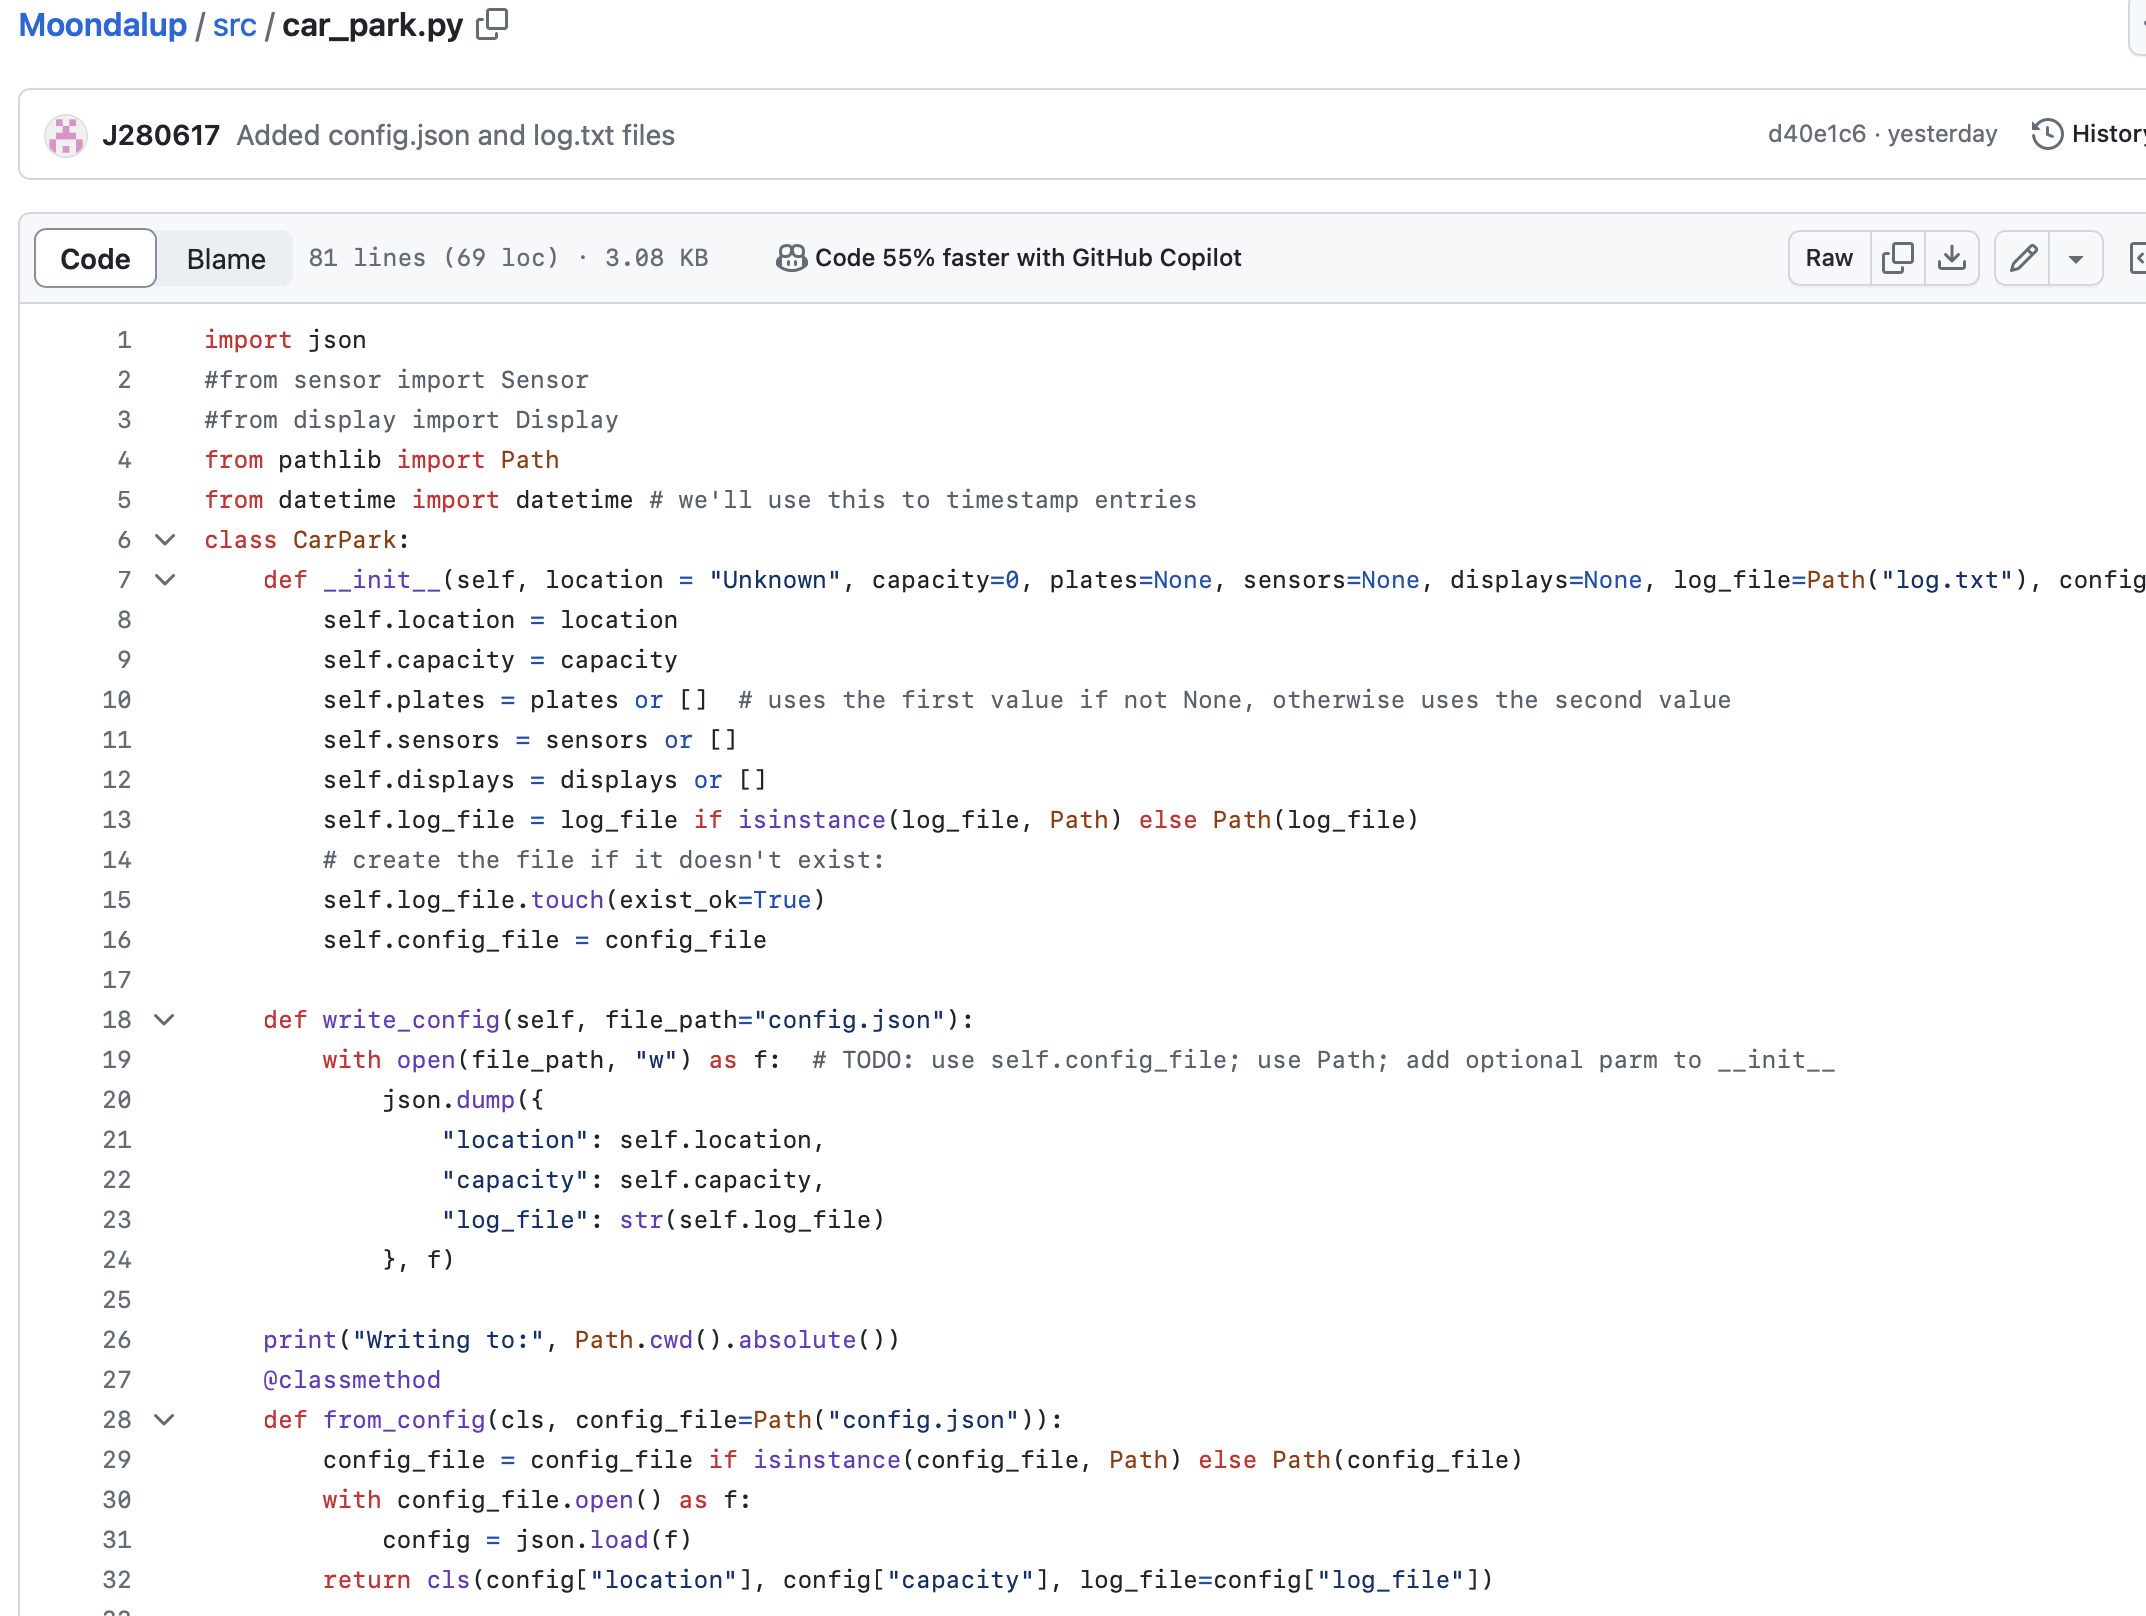 Moondalup / src / car_park.py
J280617 Added config.json and log.txt files d40e1c6 · yesterday History
Code Blame 81 lines (69 loc) · 3.08 KB Code 55% faster with GitHub Copilot Raw
1 import json
2 #from sensor import Sensor
3 #from display import Display
4 from pathlib import Path
5 from datetime import datetime # we'll use this to timestamp entries
6 class CarPark:
7     def __init__(self, location = "Unknown", capacity=0, plates=None, sensors=None, displays=None, log_file=Path("log.txt"), config
8         self.location = location
9         self.capacity = capacity
10         self.plates = plates or []  # uses the first value if not None, otherwise uses the second value
11         self.sensors = sensors or []
12         self.displays = displays or []
13         self.log_file = log_file if isinstance(log_file, Path) else Path(log_file)
14         # create the file if it doesn't exist:
15         self.log_file.touch(exist_ok=True)
16         self.config_file = config_file
17
18     def write_config(self, file_path="config.json"):
19         with open(file_path, "w") as f:  # TODO: use self.config_file; use Path; add optional parm to __init__
20             json.dump({
21                 "location": self.location,
22                 "capacity": self.capacity,
23                 "log_file": str(self.log_file)
24             }, f)
25
26     print("Writing to:", Path.cwd().absolute())
27     @classmethod
28     def from_config(cls, config_file=Path("config.json")):
29         config_file = config_file if isinstance(config_file, Path) else Path(config_file)
30         with config_file.open() as f:
31             config = json.load(f)
32         return cls(config["location"], config["capacity"], log_file=config["log_file"])